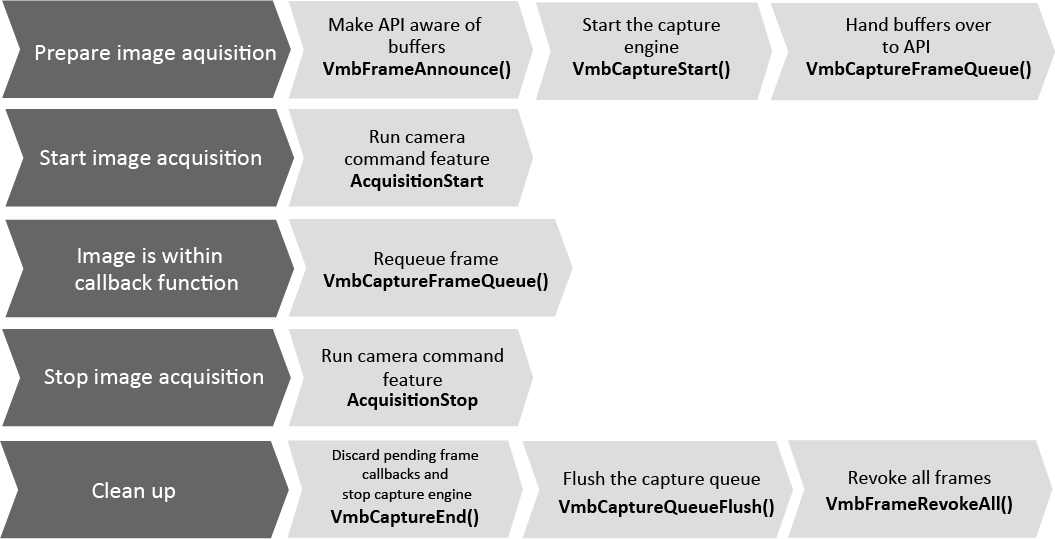 Prepare image aquisition
Make API aware of
buffers
VmbFrameAnnounce()
Start the capture
engine
VmbCaptureStart()
Hand buffers over
to API
VmbCaptureFrameQueue()
Start image acquisition
Run camera
command feature
AcquisitionStart
Image is within
callback function
Requeue frame
VmbCaptureFrameQueue()
Stop image acquisition
Run camera command
feature
AcquisitionStop
Clean up
Discard pending frame
callbacks and
stop capture engine
VmbCaptureEnd()
Flush the capture queue
VmbCaptureQueueFlush()
Revoke all frames
VmbFrameRevokeAll()